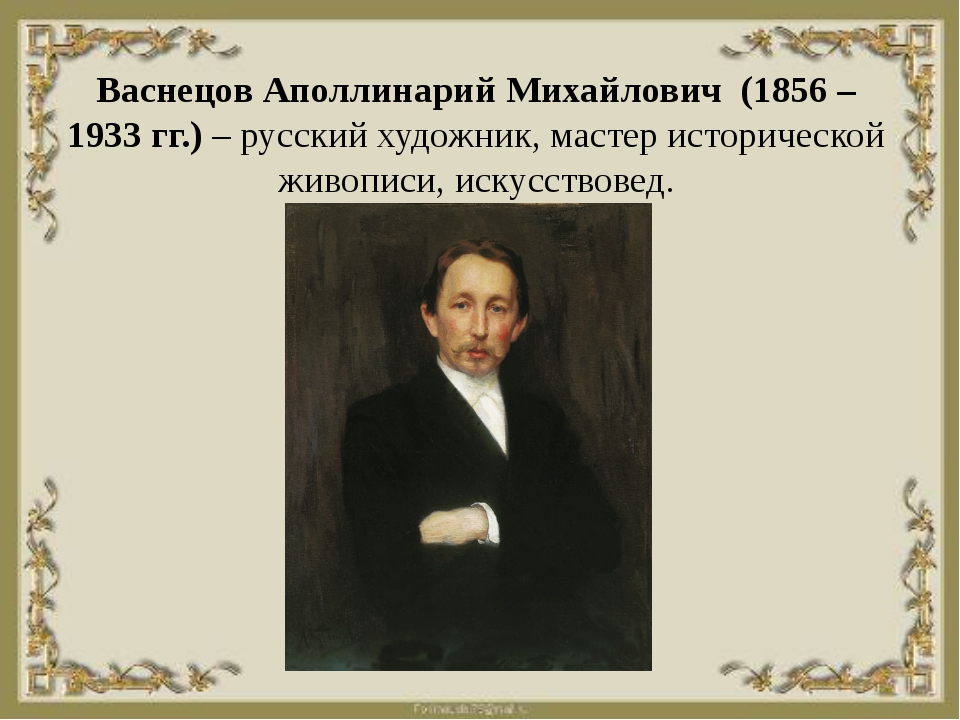 Васнецов Аполлинарий Михайлович (1856 –
1933 гг.) – русский художник, мастер исторической
живописи, искусствовед.